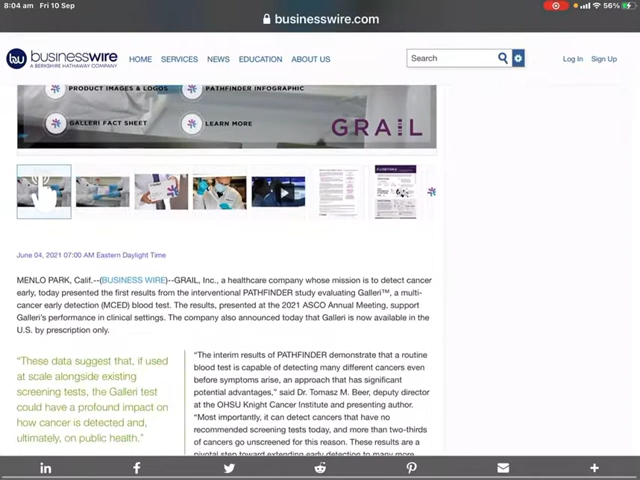 8:04 am Fri 10 Sep
56%
businesswire.com
bw businesswire
A BERKSHIRE HATHAWAY COMPANY
HOME SERVICES NEWS EDUCATION ABOUT US
Search
Log In Sign Up
PRODUCT IMAGES & LOGOS PATHFINDER INFOGRAPHIC
GALLERI FACT SHEET LEARN MORE
GRAIL
June 04, 2021 07:00 AM Eastern Daylight Time
MENLO PARK, Calif.--(BUSINESS WIRE)--GRAIL, Inc., a healthcare company whose mission is to detect cancer
early, today presented the first results from the interventional PATHFINDER study evaluating Galleri™, a multi-
cancer early detection (MCED) blood test. The results, presented at the 2021 ASCO Annual Meeting, support
Galleri's performance in clinical settings. The company also announced today that Galleri is now available in the
U.S. by prescription only.
“These data suggest that, if used
at scale alongside existing
screening tests, the Galleri test
could have a profound impact on
how cancer is detected and,
ultimately, on public health.”
“The interim results of PATHFINDER demonstrate that a routine
blood test is capable of detecting many different cancers even
before symptoms arise, an approach that has significant
potential advantages,” said Dr. Tomasz M. Beer, deputy director
at the OHSU Knight Cancer Institute and presenting author.
“Most importantly, it can detect cancers that have no
recommended screening tests today, and more than two-thirds
of cancers go unscreened for this reason. These results are a
pivotal step toward extending early detection to many more